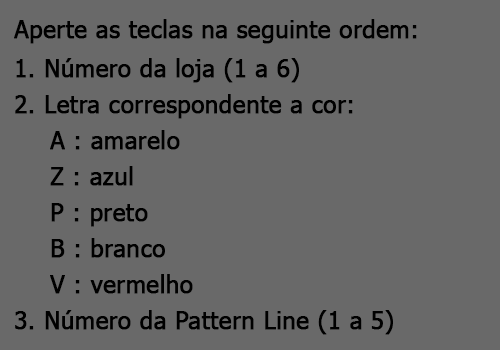 Aperte as teclas na seguinte ordem:
1. Número da loja (1 a 6)
2. Letra correspondente a cor:
A : amarelo
Z : azul
P : preto
B : branco
V : vermelho
3. Número da Pattern Line (1 a 5)